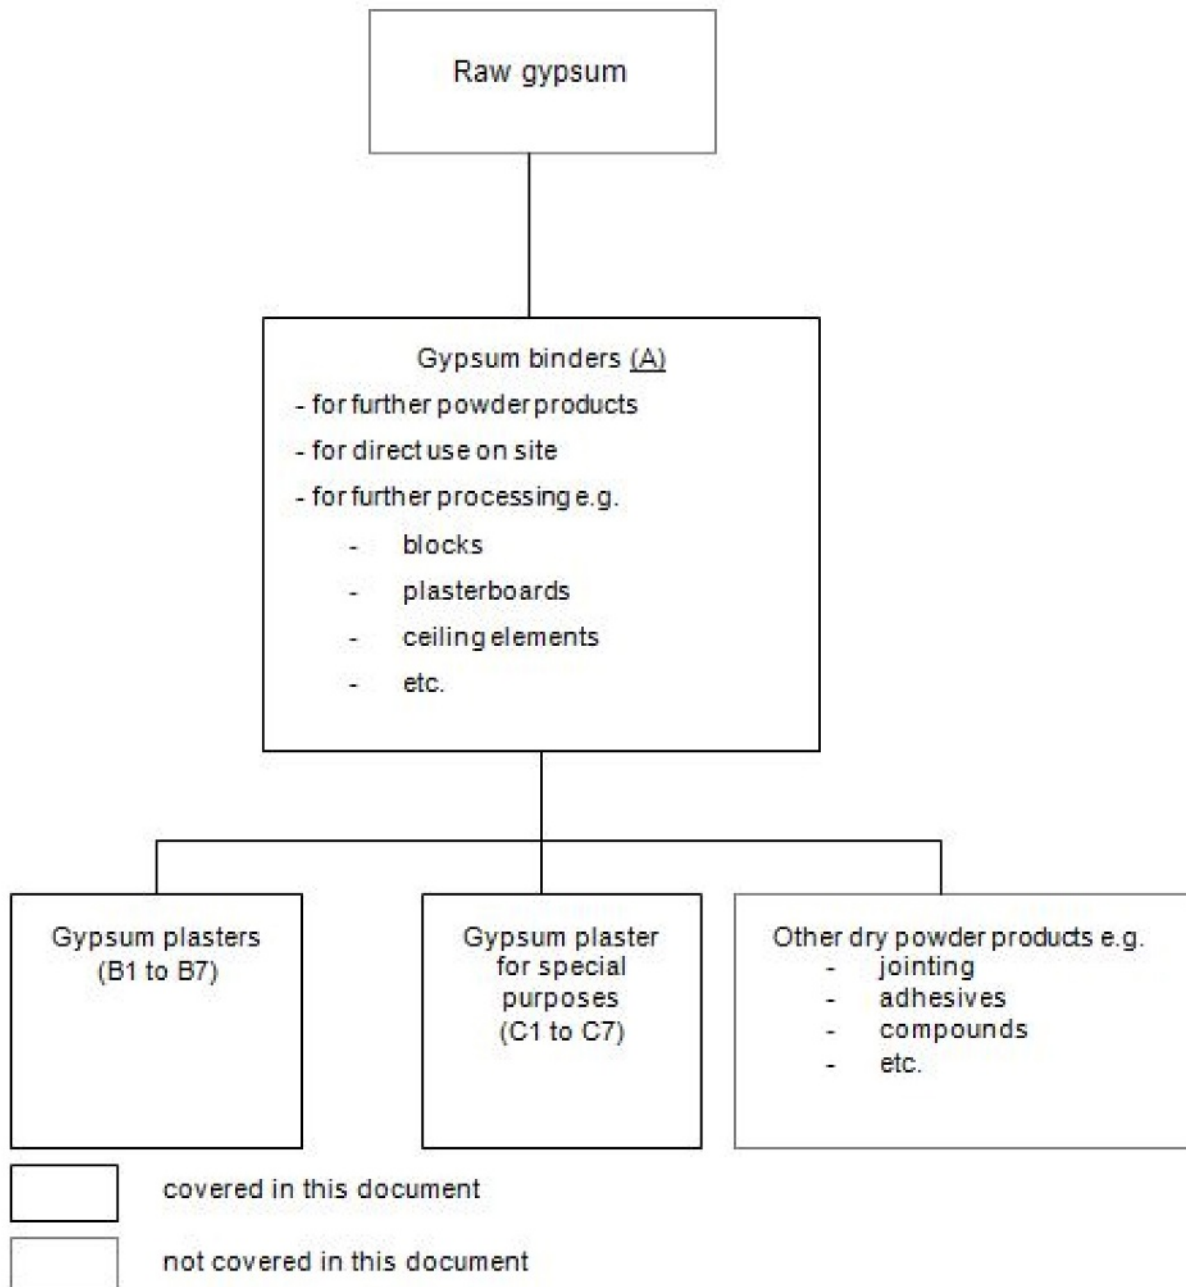 Raw gypsum
Gypsum binders (A)
- for further powder products
- for direct use on site
- for further processing e.g.
- blocks
- plasterboards
- ceiling elements
- etc.
Gypsum plasters
(B1 to B7)
Gypsum plaster
for special
purposes
(C1 to C7)
Other dry powder products e.g.
- jointing
- adhesives
- compounds
- etc.
covered in this document
not covered in this document